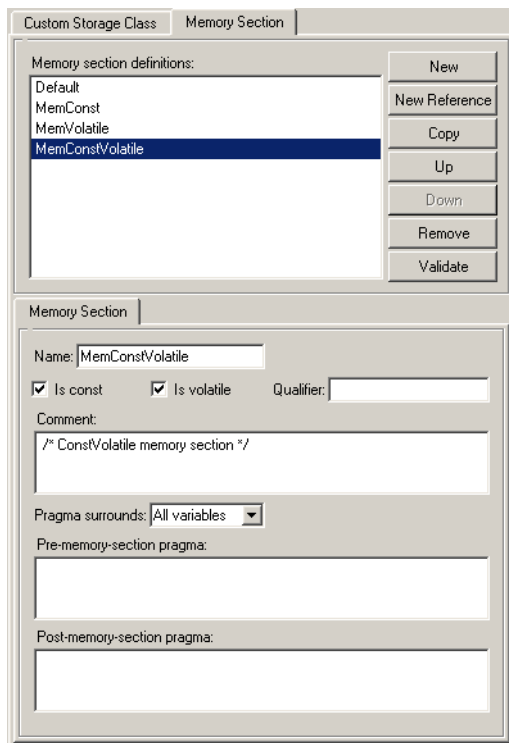 Custom Storage Class
Memory Section
Memory section definitions:
Default
MemConst
MemVolatile
MemConstVolatile
New
New Reference
Copy
Up
Down
Remove
Validate
Memory Section
Name: MemConstVolatile
Is const Is volatile Qualifier:
Comment:
/* ConstVolatile memory section */
Pragma surrounds: All variables
Pre-memory-section pragma:
Post-memory-section pragma: